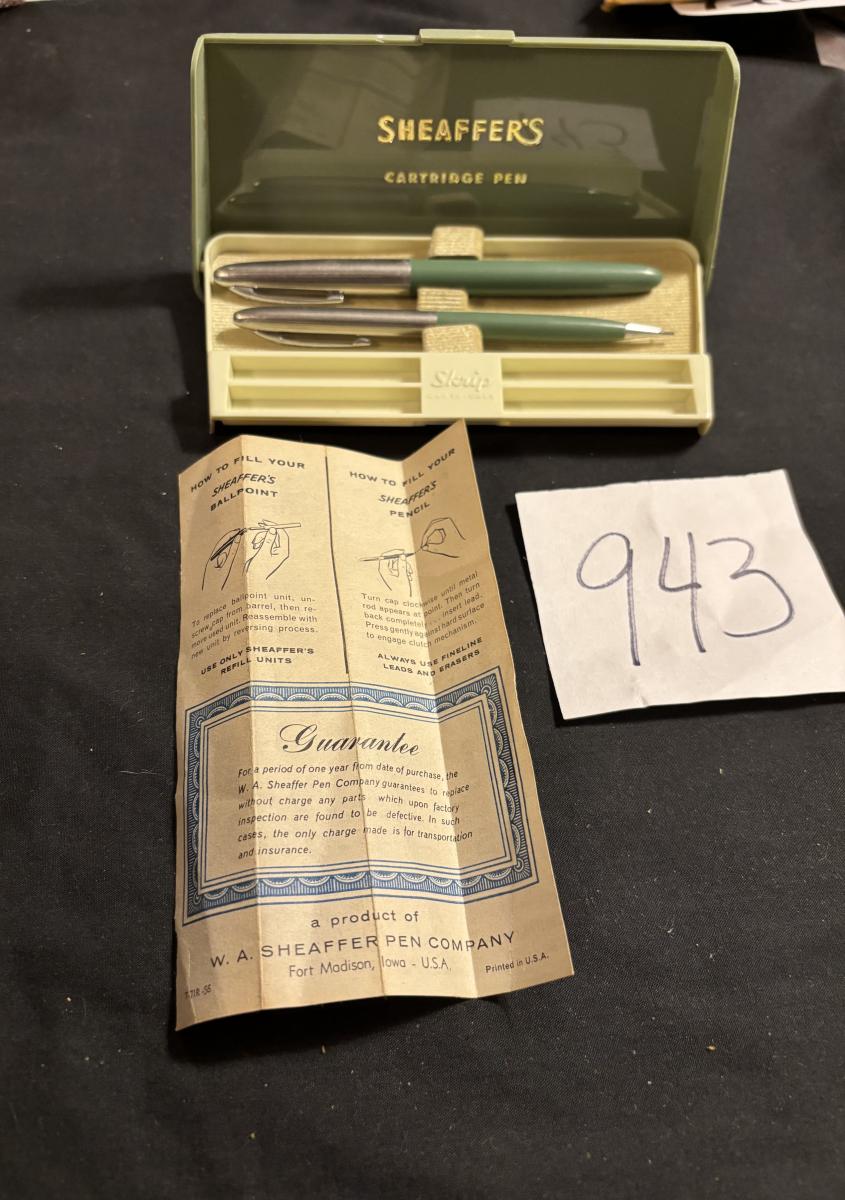 SHEAFFER'S
CARTRIDGE PEN
Skrip
HOW TO FILL YOUR
SHEAFFER'S
BALLPOINT
To replace ballpoint unit, un-
screw cap from barrel, then re-
move used unit. Reassemble with
new unit by reversing process.
USE ONLY SHEAFFER'S
REFILL UNITS
HOW TO FILL YOUR
SHEAFFER'S
PENCIL
Turn cap clockwise until metal
rod appears at point. Then turn
back completely, insert lead.
Press gently against hard surface
to engage clutch mechanism.
ALWAYS USE FINELINE
LEADS AND ERASERS
943
Guarantee
For a period of one year from date of purchase, the
W. A. Sheaffer Pen Company guarantees to replace
without charge any parts which upon factory
inspection are found to be defective. In such
cases, the only charge made is for transportation
and insurance.
a product of
W. A. SHEAFFER PEN COMPANY
Fort Madison, Iowa - U.S.A.
Printed in U.S.A.